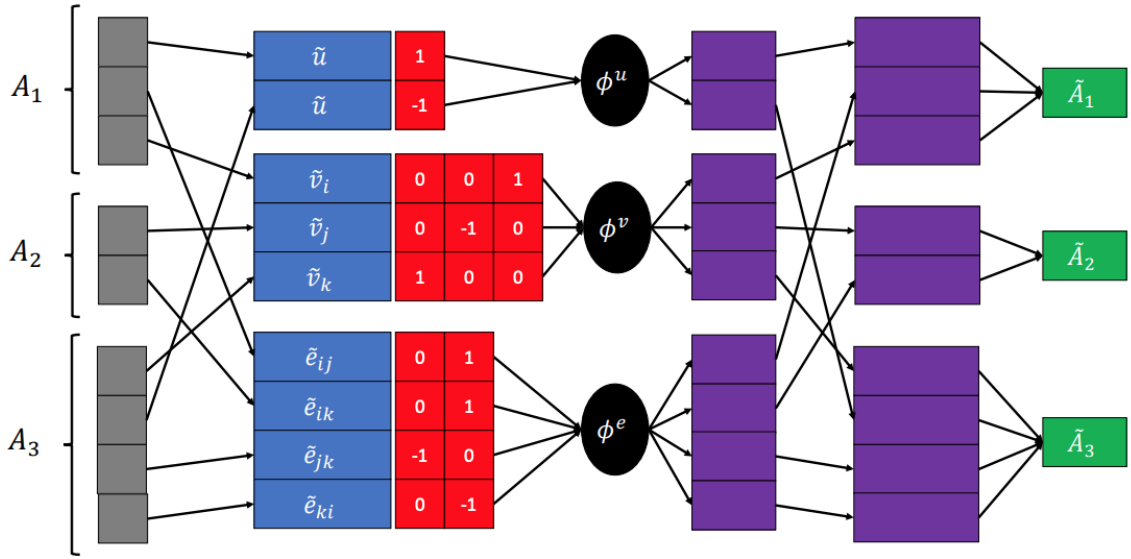 A₁
A₂
A₃
ũ 1
ũ -1
ṽᵢ 0 0 1
ṽⱼ 0 -1 0
ṽₖ 1 0 0
ẽᵢⱼ 0 1
ẽᵢₖ 0 1
ẽⱼₖ -1 0
ẽₖᵢ 0 -1
ϕᵘ
ϕᵛ
ϕᵉ
Ã₁
Ã₂
Ã₃